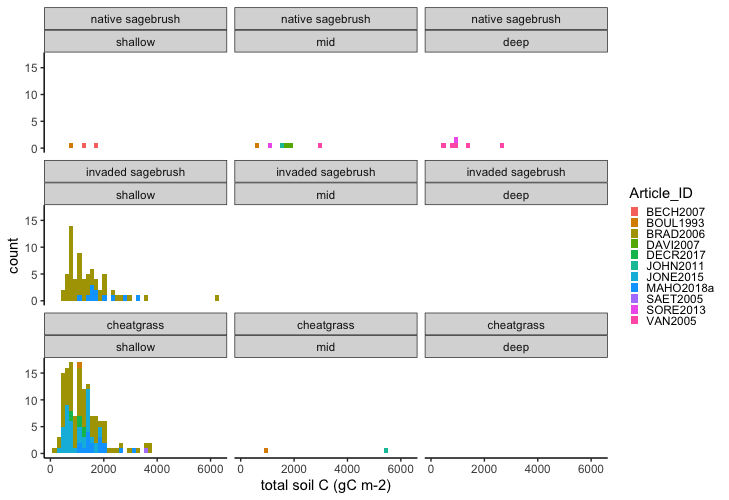 native sagebrush native sagebrush native sagebrush
shallow mid deep
15
10
5
0
invaded sagebrush invaded sagebrush invaded sagebrush
shallow mid deep
15
10
5
0
cheatgrass cheatgrass cheatgrass
shallow mid deep
15
10
5
0
0 2000 4000 6000 0 2000 4000 6000 0 2000 4000 6000
total soil C (gC m-2)
count
Article_ID
BECH2007
BOUL1993
BRAD2006
DAVI2007
DECR2017
JOHN2011
JONE2015
MAHO2018a
SAET2005
SORE2013
VAN2005